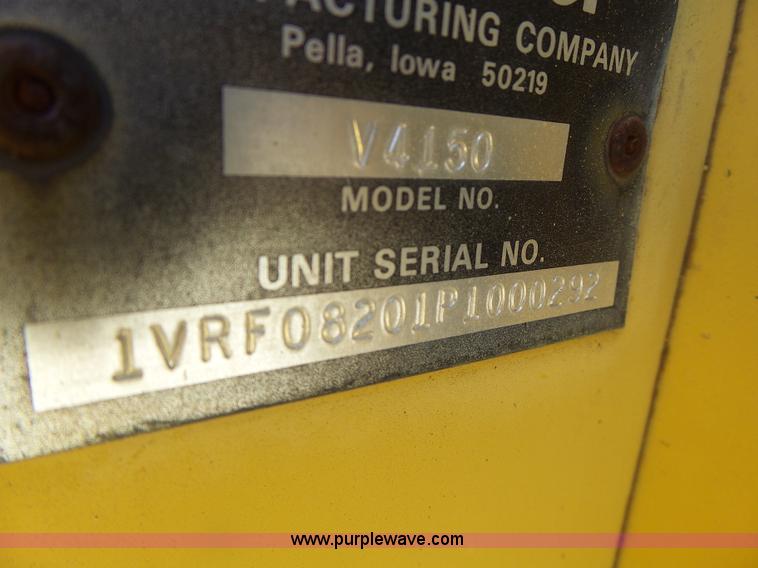 ACTURING COMPANY
Pella, Iowa 50219
V4150
MODEL NO.
UNIT SERIAL NO.
1VRF08201P1000292
www.purplewave.com